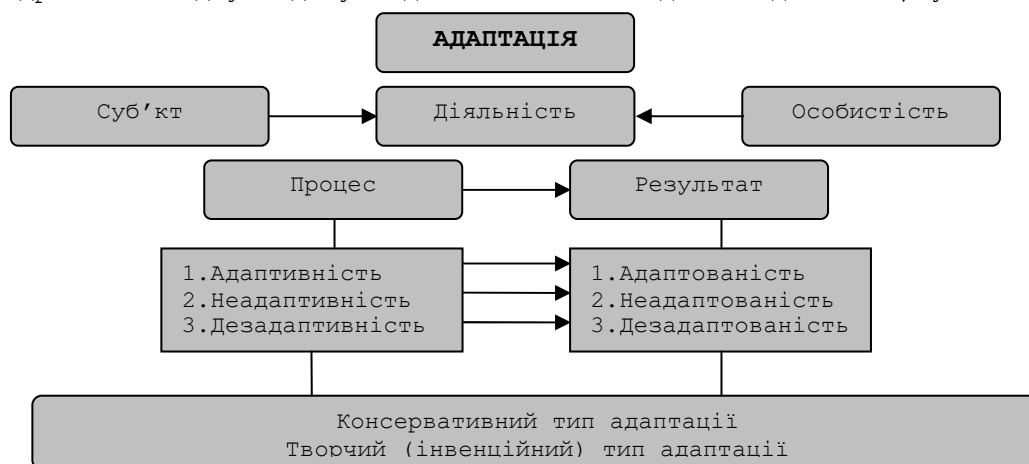 АДАПТАЦІЯ
Суб’кт Діяльність Особистість
Процес Результат
1.Адаптивність 1.Адаптованість
2.Неадаптивність 2.Неадаптованість
3.Дезадаптивність 3.Дезадаптованість
Консервативний тип адаптації
Творчий (інвенційний) тип адаптації